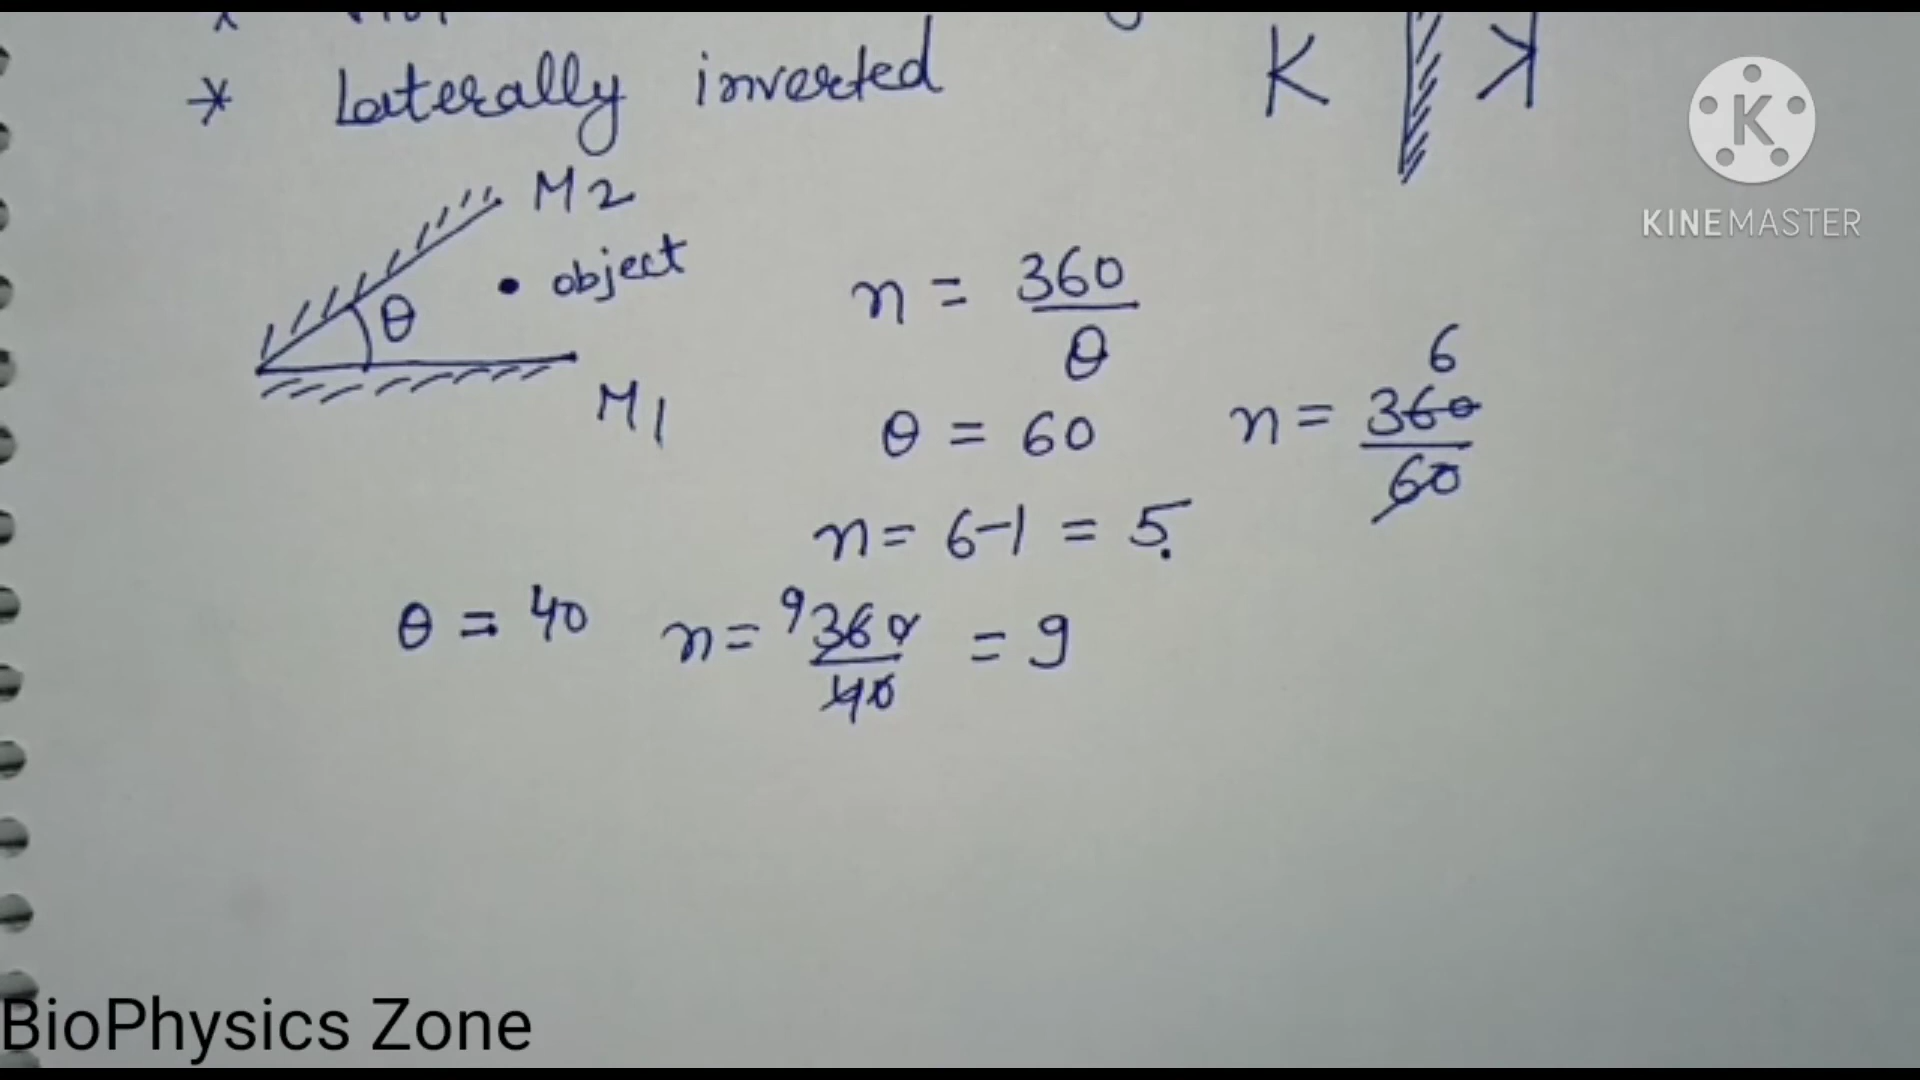 * Laterally inverted K K
M2
object
θ
M1
n = 360/θ
θ = 60 n = 360/60 6
n = 6-1 = 5.
θ = 40 n = 9 360/40 = 9
K
KINEMASTER
BioPhysics Zone